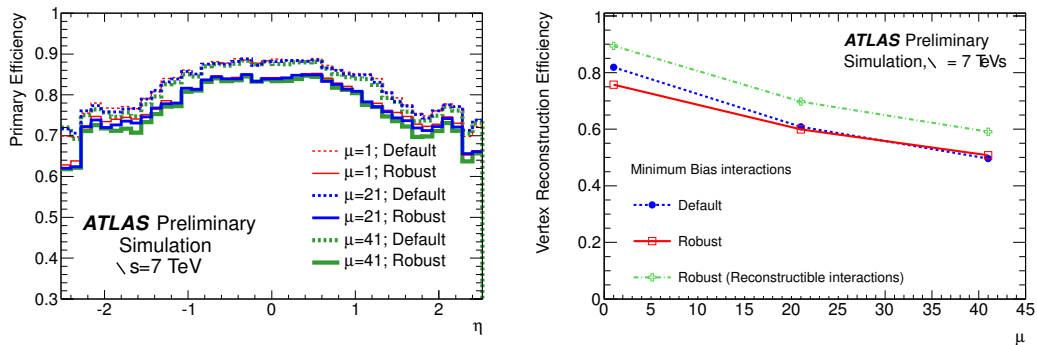 Primary Efficiency
1
0.9
0.8
0.7
0.6
0.5
0.4
0.3
-2
-1
0
1
2
η
ATLAS Preliminary
Simulation
\ s=7 TeV
μ=1; Default
μ=1; Robust
μ=21; Default
μ=21; Robust
μ=41; Default
μ=41; Robust
Vertex Reconstruction Efficiency
1
0.8
0.6
0.4
0.2
0
0
5
10
15
20
25
30
35
40
45
μ
ATLAS Preliminary
Simulation,\ = 7 TeVs
Minimum Bias interactions
Default
Robust
Robust (Reconstructible interactions)